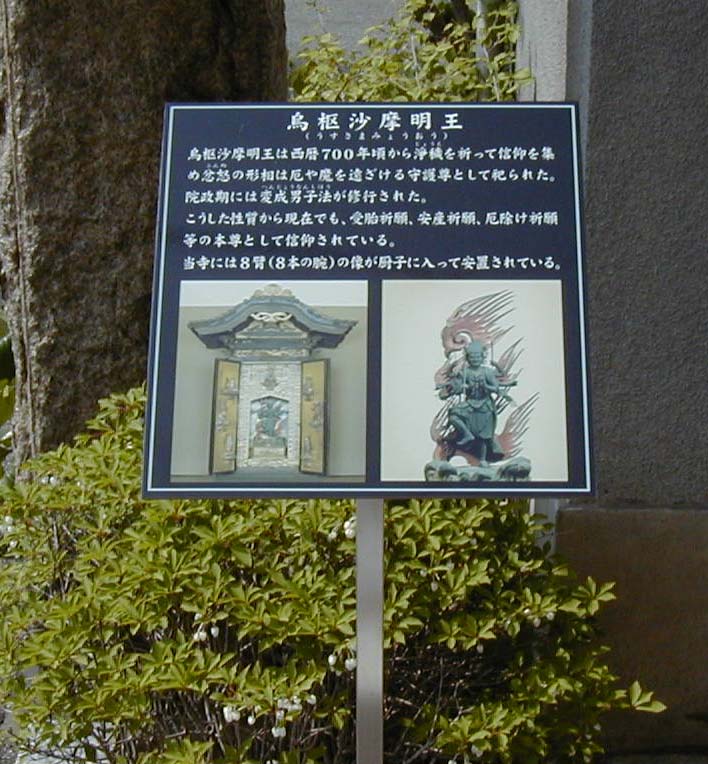 烏枢沙摩明王
(うすさまみょうおう)
烏枢沙摩明王は西暦700年頃から浄穢を祈って信仰を集
め忿怒の形相は厄や魔を遠ざける守護尊として祀られた。
院政期には変成男子法が修行された。
こうした性質から現在でも、受胎祈願、安産祈願、厄除け祈願
等の本尊として信仰されている。
当寺には8臂(8本の腕)の像が厨子に入って安置されている。